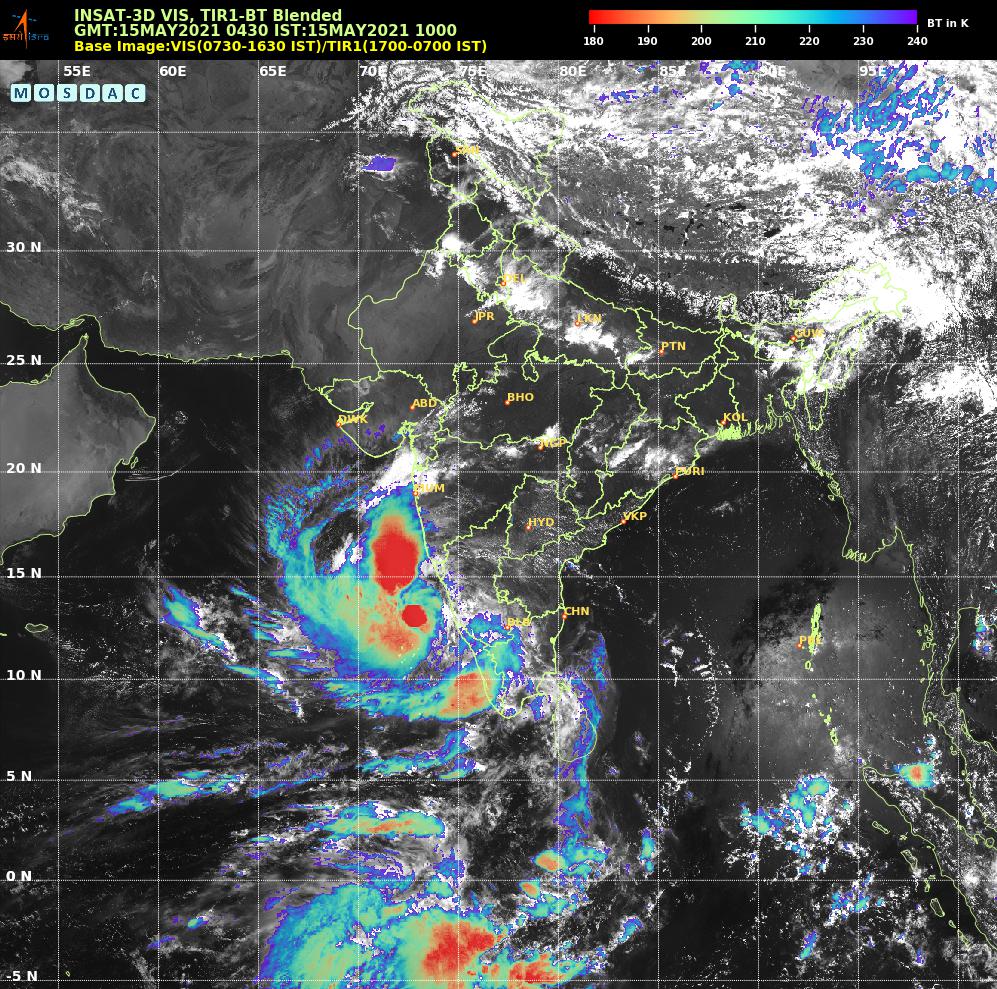 INSAT-3D VIS, TIR1-BT Blended
GMT:15MAY2021 0430 IST:15MAY2021 1000
Base Image:VIS(0730-1630 IST)/TIR1(1700-0700 IST)
BT in K
180 190 200 210 220 230 240
55E 60E 65E 70E 75E 80E 85E 90E 95E
MOSDAC
SRN
30 N
DEL
JPR
LKN
GUW
PTN
25 N
BHO
ABD
DWK
KOL
NGP
20 N
PURI
MUM
VKP
HYD
15 N
CHN
BLR
PBL
10 N
5 N
0 N
-5 N